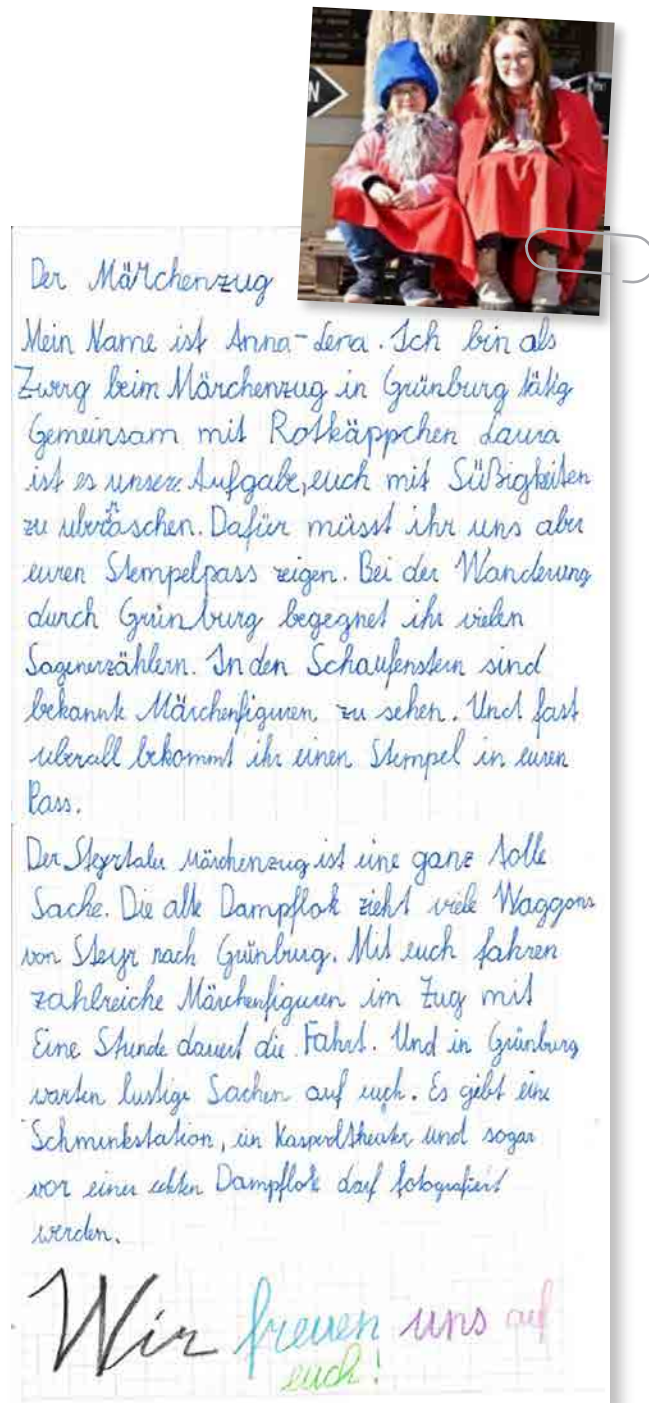 N
Der Märchenzug
Mein Name ist Anna-Lena. Ich bin als
Zwerg beim Märchenzug in Grünburg tätig
Gemeinsam mit Rotkäppchen Laura
ist es unsere Aufgabe, euch mit Süßigkeiten
zu überraschen. Dafür müsst ihr uns aber
euren Stempelpass zeigen. Bei der Wanderung
durch Grünburg begegnet ihr vielen
Sagenerzählern. In den Schaufenstern sind
bekannte Märchenfiguren zu sehen. Und fast
überall bekommt ihr einen Stempel in euren
Pass.
Der Steyrtaler Märchenzug ist eine ganz tolle
Sache. Die alte Dampflok zieht viele Waggons
von Steyr nach Grünburg. Mit euch fahren
zahlreiche Märchenfiguren im Zug mit
Eine Stunde dauert die Fahrt. Und in Grünburg
warten lustige Sachen auf euch. Es gibt eine
Schminkstation, ein Kasperltheater und sogar
vor einer echten Dampflok darf fotografiert
werden.
Wir freuen uns auf
euch!